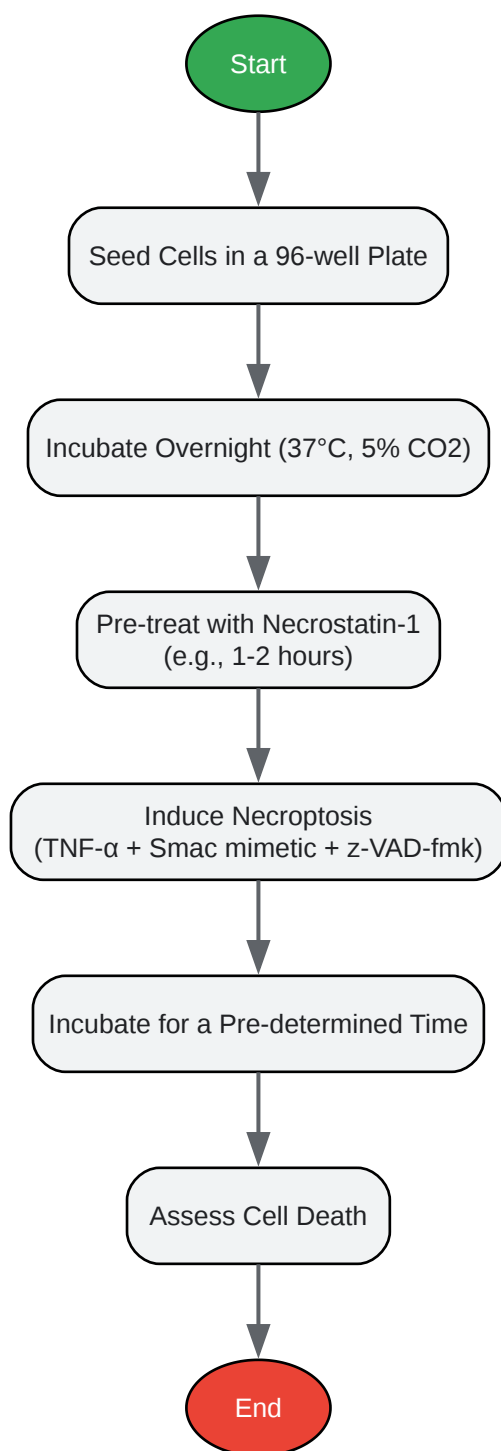 Start
Seed Cells in a 96-well Plate
Incubate Overnight (37°C, 5% CO2)
Pre-treat with Necrostatin-1
(e.g., 1-2 hours)
Induce Necroptosis
(TNF-α + Smac mimetic + z-VAD-fmk)
Incubate for a Pre-determined Time
Assess Cell Death
End